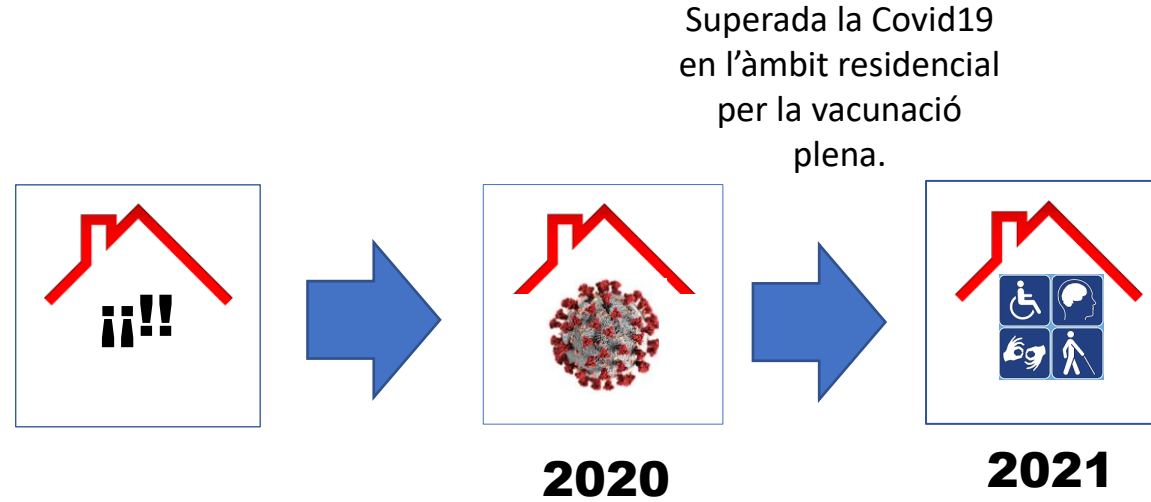 Superada la Covid19
en l’àmbit residencial
per la vacunació
plena.
¡¡!!
2020
2021